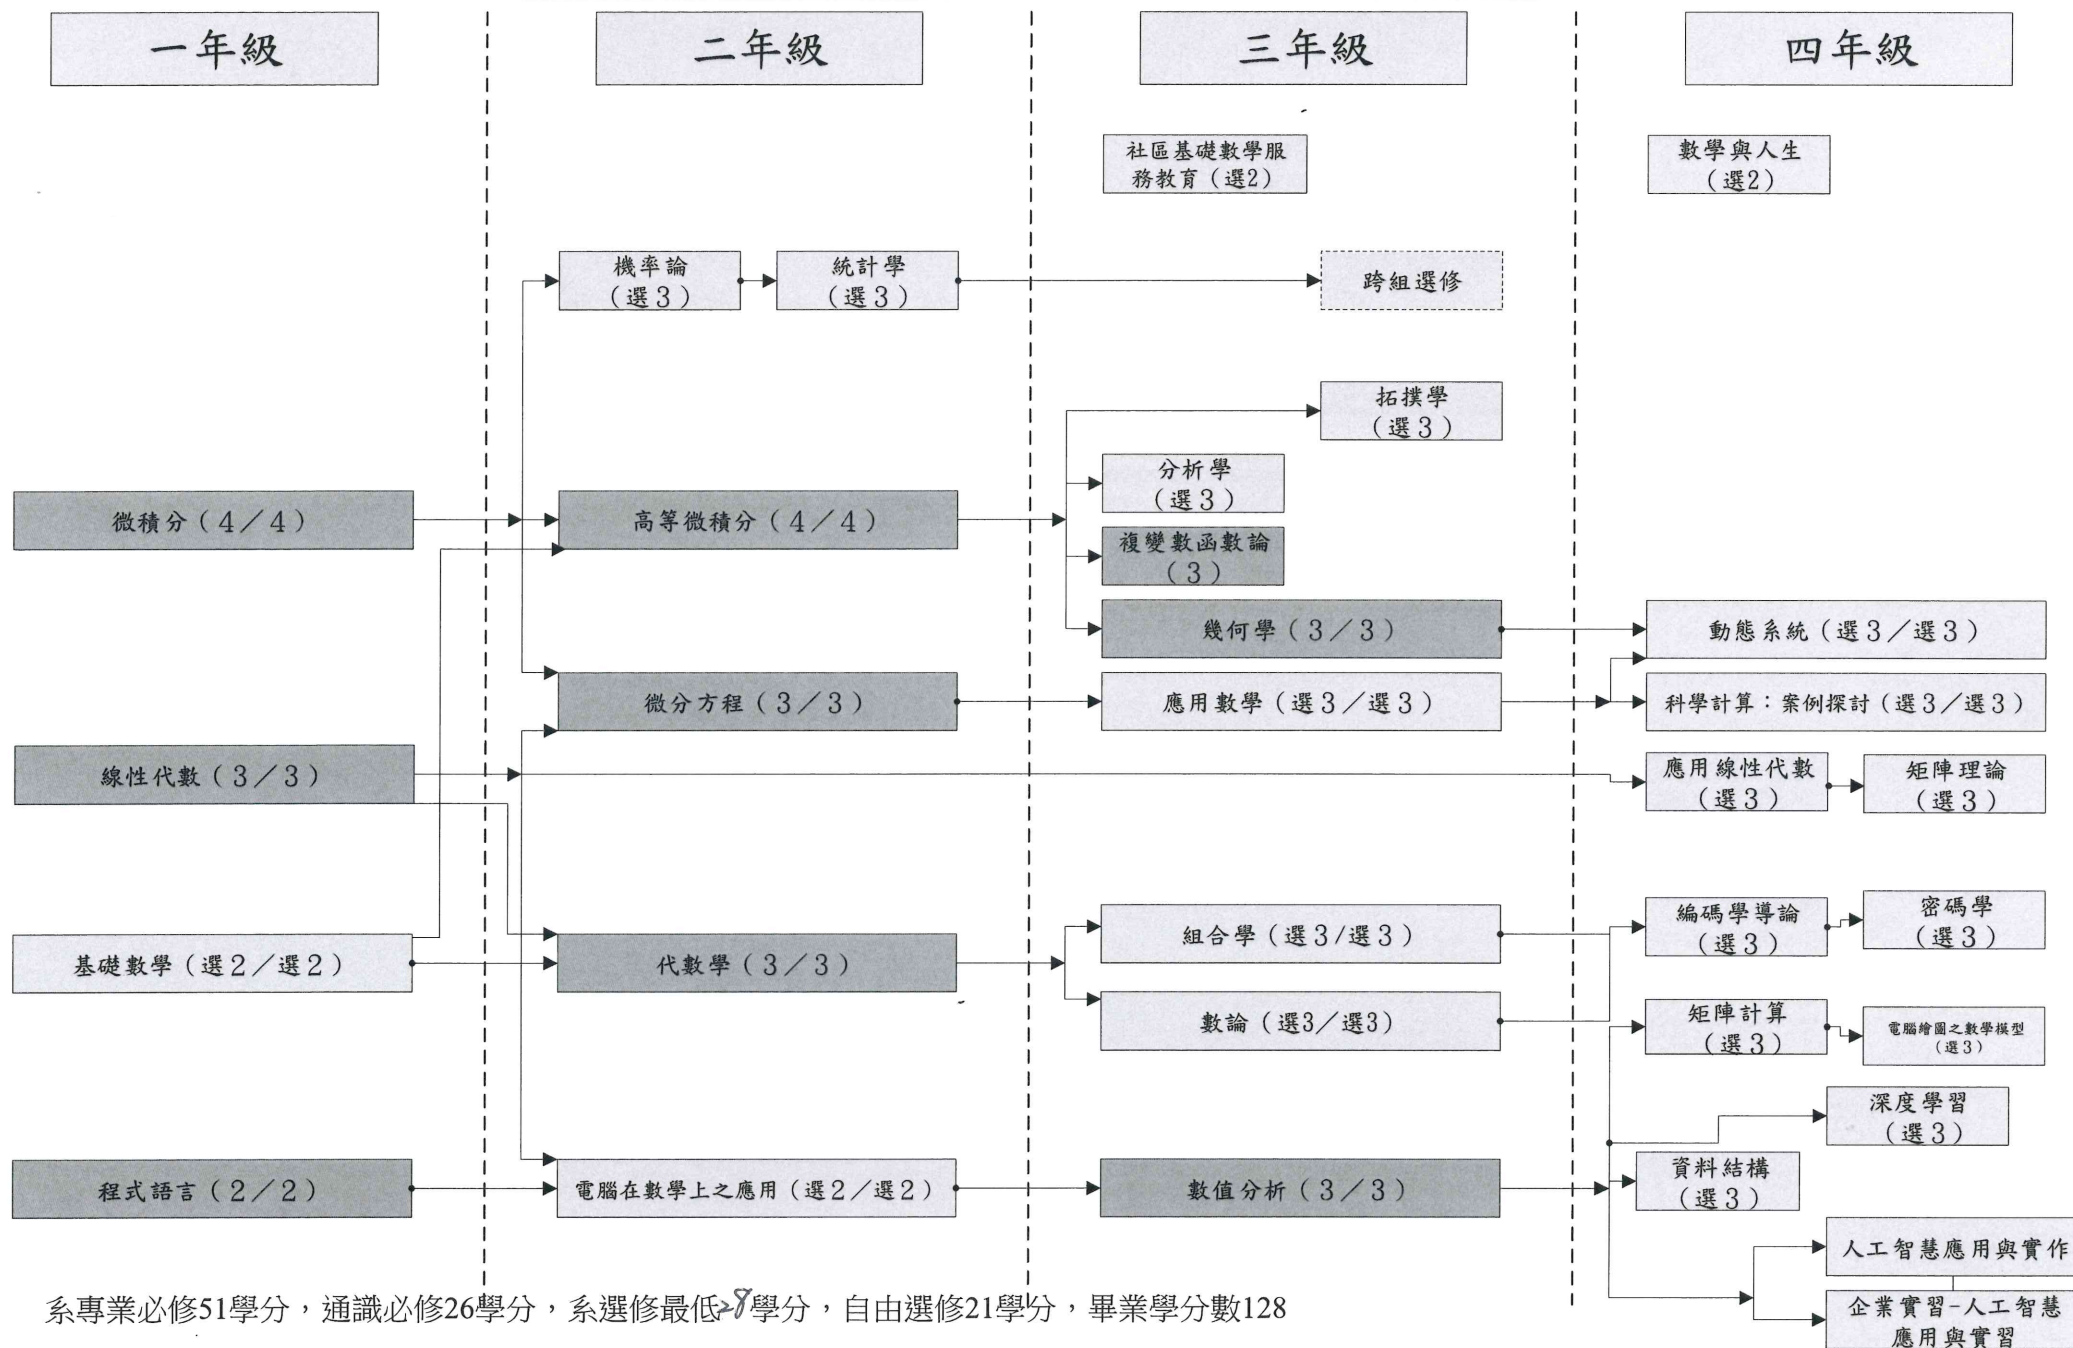 一年級
二年級
三年級
四年級
社區基礎數學服
務教育（選2）
數學與人生
（選2）
機率論
（選３）
統計學
（選３）
跨組選修
拓撲學
（選３）
分析學
（選３）
微積分（４／４）
高等微積分（４／４）
複變數函數論
（３）
幾何學（３／３）
動態系統（選３／選３）
微分方程（３／３）
應用數學（選３／選３）
科學計算：案例探討（選３／選３）
線性代數（３／３）
應用線性代數
（選３）
矩陣理論
（選３）
基礎數學（選２／選２）
代數學（３／３）
組合學（選３/選３）
編碼學導論
（選３）
密碼學
（選３）
數論（選3／選3）
矩陣計算
（選３）
電腦繪圖之數學模型
（選３）
深度學習
（選３）
程式語言（２／２）
電腦在數學上之應用（選２／選２）
數值分析（３／３）
資料結構
（選３）
人工智慧應用與實作
企業實習-人工智慧
應用與實習
系專業必修51學分，通識必修26學分，系選修最低28學分，自由選修21學分，畢業學分數128